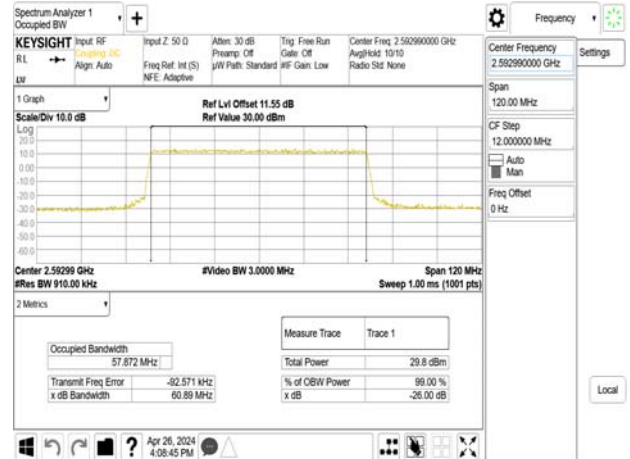 Spectrum Analyzer 1
Occupied BW
+
Frequency
KEYSIGHT
Input: RF
Input Z: 50 Ω
Atten: 30 dB
Trig: Free Run
Center Freq: 2.592990000 GHz
RL
Coupling: DC
Preamp: Off
Gate: Off
Avg|Hold: 10/10
Align: Auto
Freq Ref: Int (S)
µW Path: Standard
#IF Gain: Low
Radio Std: None
NFE: Adaptive
LXI
Center Frequency
2.592990000 GHz
Settings
Span
120.00 MHz
CF Step
12.000000 MHz
Auto
Man
Freq Offset
0 Hz
Local
1 Graph
Scale/Div 10.0 dB
Ref Lvl Offset 11.55 dB
Ref Value 30.00 dBm
Log
20.0
10.0
0.00
-10.0
-20.0
-30.0
-40.0
-50.0
-60.0
Center 2.59299 GHz
#Video BW 3.0000 MHz
Span 120 MHz
#Res BW 910.00 kHz
Sweep 1.00 ms (1001 pts)
2 Metrics
Measure Trace Trace 1
Occupied Bandwidth
57.872 MHz
Total Power 29.8 dBm
Transmit Freq Error -92.571 kHz
% of OBW Power 99.00 %
x dB Bandwidth 60.89 MHz
x dB -26.00 dB
?
Apr 26, 2024
4:08:45 PM